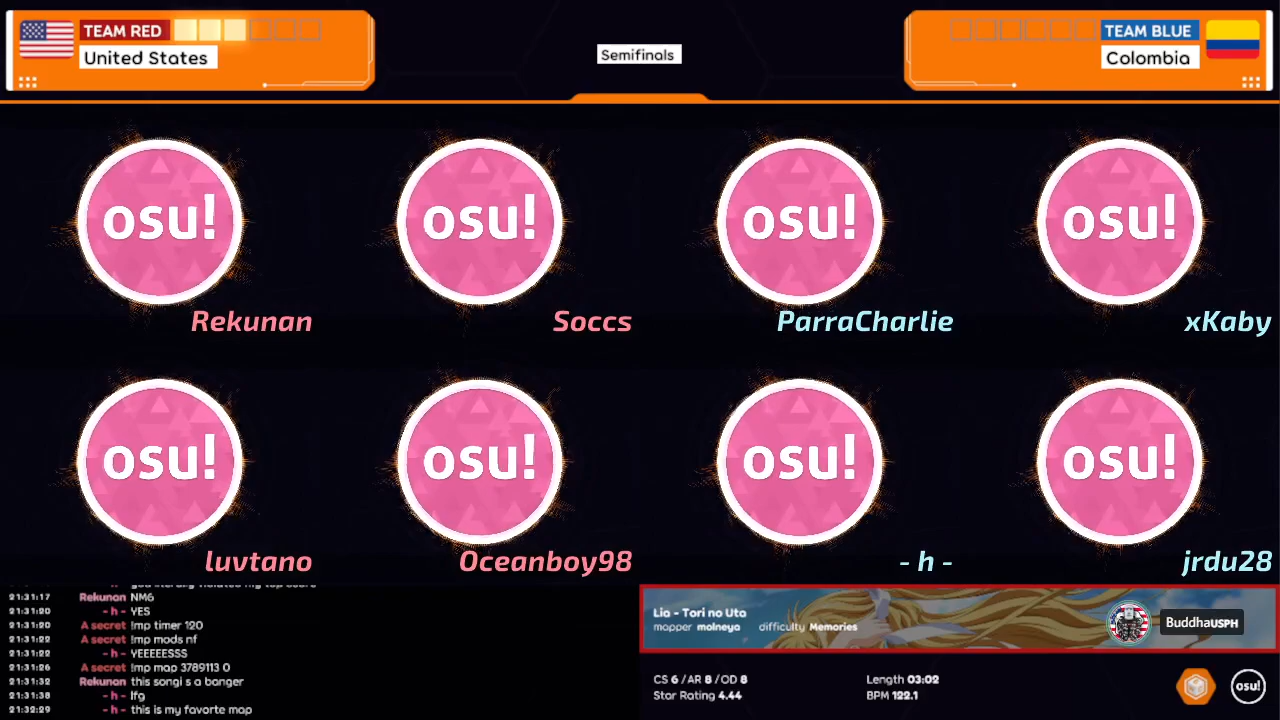 TEAM RED
United States
Semifinals
TEAM BLUE
Colombia
osu!
osu!
osu!
osu!
Rekunan
Soccs
ParraCharlie
xKaby
osu!
osu!
osu!
osu!
luvtano
Oceanboy98
- h -
jrdu28
21:31:17 Rekunan NM6
21:31:20 - h - YES
21:31:20 A secret !mp timer 120
21:31:22 A secret !mp mods nf
21:31:22 - h - YEEEEESSS
21:31:26 A secret !mp map 3789113 0
21:31:32 Rekunan this songi s a banger
21:31:38 - h - lfg
21:32:29 - h - this is my favorte map
Lia - Tori no Uta
mapper molneya difficulty Memories
BuddhaUSPH
CS 6 / AR 8 / OD 8
Star Rating 4.44
Length 03:02
BPM 122.1
osu!